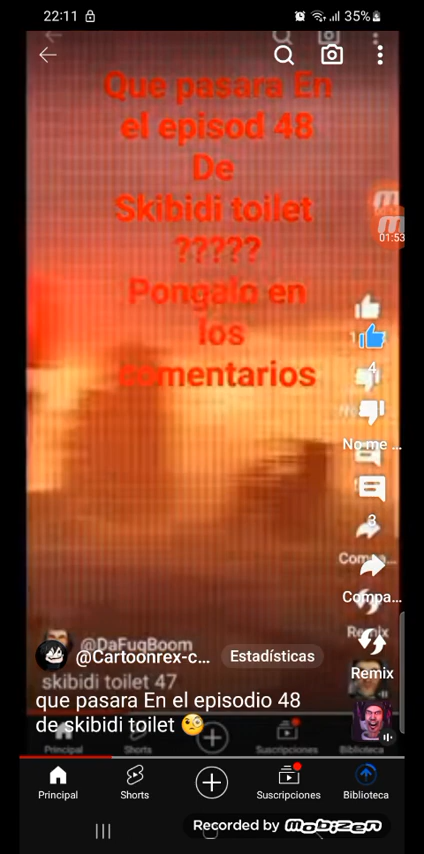 22:11
35%
Que pasara En
el episod 48
De
Skibidi toilet
?????
Pongalo en
los
comentarios
01:53
4
No me ...
3
Compa...
Compa...
Remix
Remix
@DaFuqBoom
@Cartoonrex-c...
Estadísticas
skibidi toilet 47
que pasara En el episodio 48
de skibidi toilet 🧐
Principal
Shorts
Suscripciones
Biblioteca
Principal
Shorts
Suscripciones
Biblioteca
Recorded by Mobizen